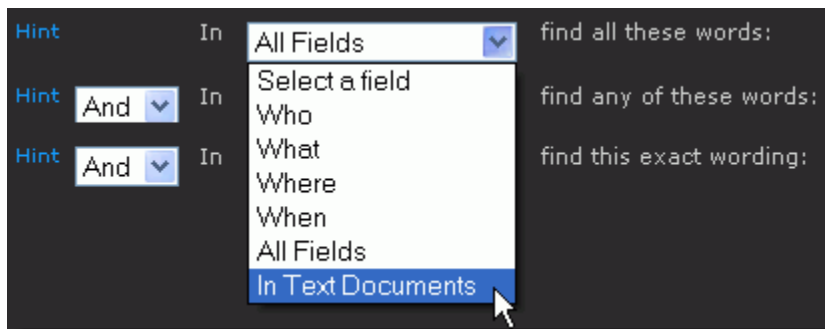 Hint In All Fields find all these words:
Select a field
Hint And In Who find any of these words:
What
Hint And In Where find this exact wording:
When
All Fields
In Text Documents